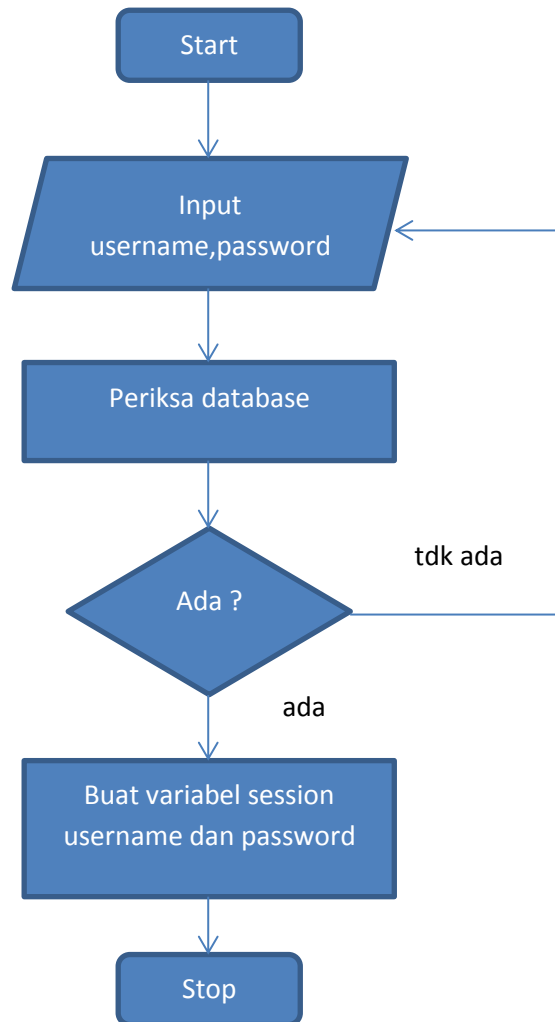 Start
Input
username,password
Periksa database
Ada ?
tdk ada
ada
Buat variabel session
username dan password
Stop